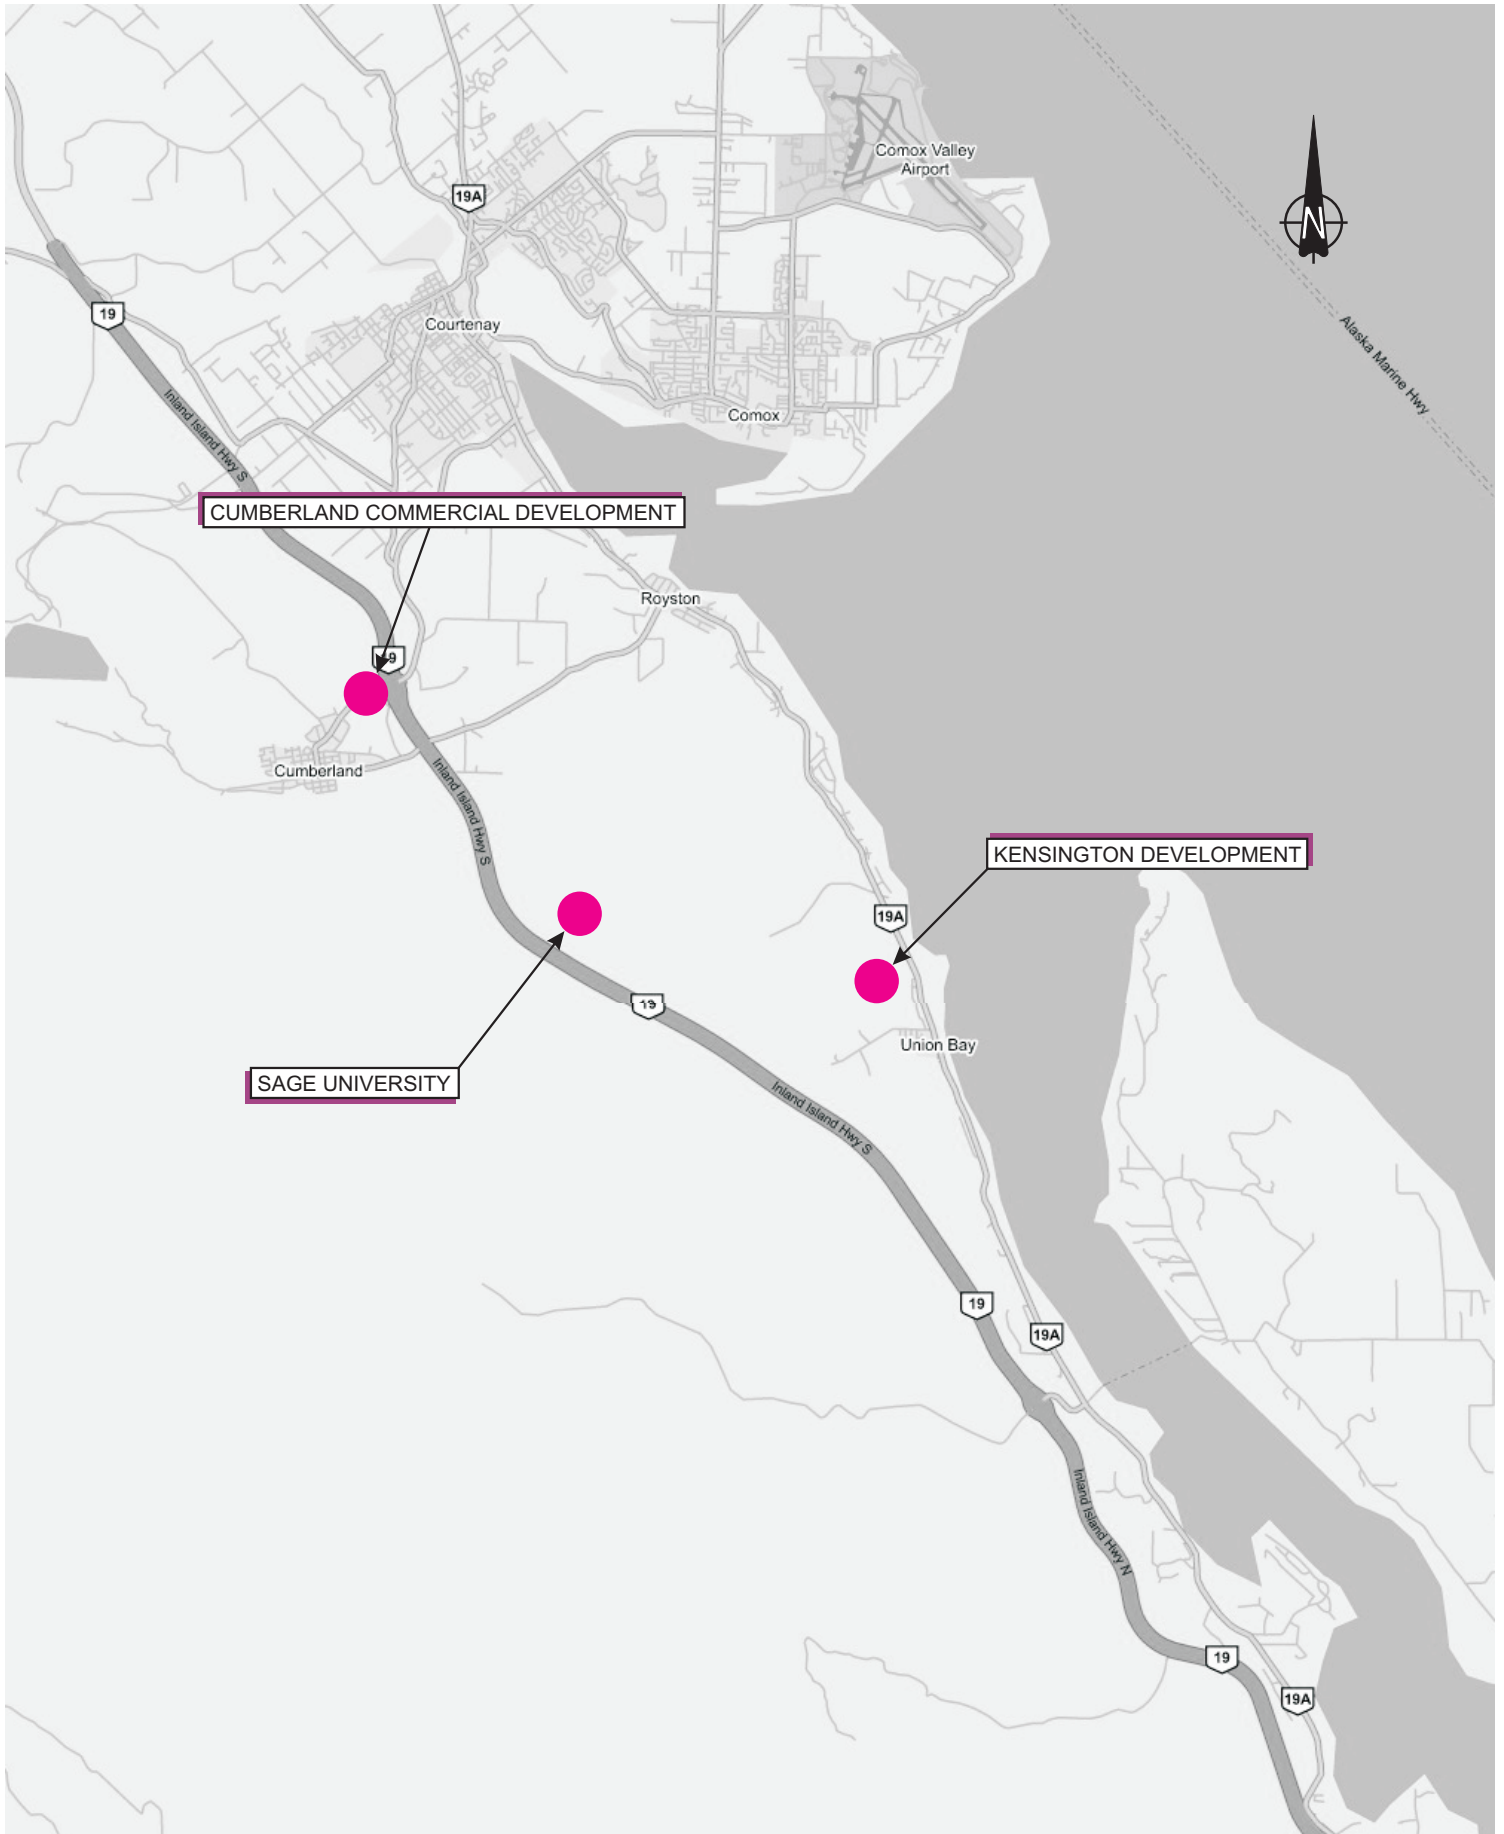 Comox Valley
Airport
19A
N
19
Courtenay
Alaska Marine Hwy
Inland Island Hwy S
Comox
CUMBERLAND COMMERCIAL DEVELOPMENT
Royston
19
Cumberland
Inland Island Hwy S
KENSINGTON DEVELOPMENT
19A
19
Union Bay
SAGE UNIVERSITY
Inland Island Hwy S
19
19A
Inland Island Hwy N
19
19A